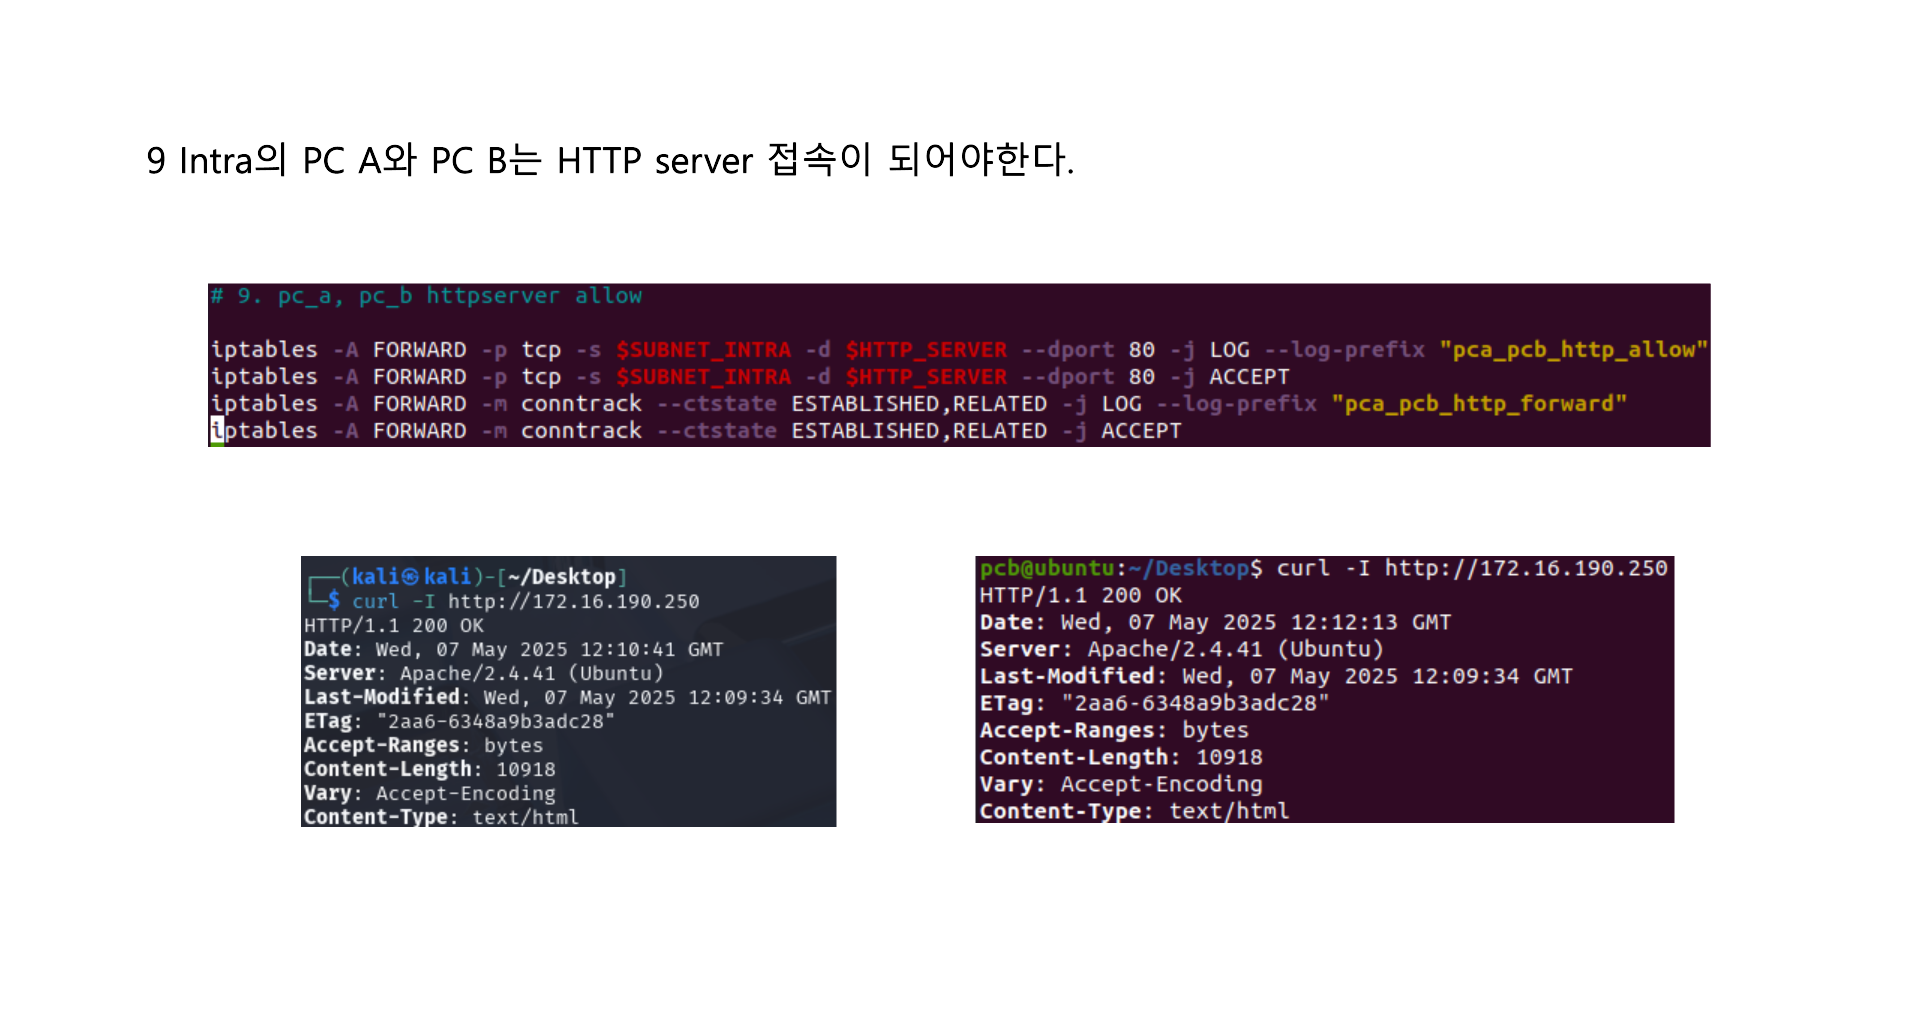 9 Intra의 PC A와 PC B는 HTTP server 접속이 되어야한다.
# 9. pc_a, pc_b httpserver allow
iptables -A FORWARD -p tcp -s $SUBNET_INTRA -d $HTTP_SERVER --dport 80 -j LOG --log-prefix "pca_pcb_http_allow"
iptables -A FORWARD -p tcp -s $SUBNET_INTRA -d $HTTP_SERVER --dport 80 -j ACCEPT
iptables -A FORWARD -m conntrack --ctstate ESTABLISHED,RELATED -j LOG --log-prefix "pca_pcb_http_forward"
iptables -A FORWARD -m conntrack --ctstate ESTABLISHED,RELATED -j ACCEPT
┌──(kali㉿kali)-[~/Desktop]
└─$ curl -I http://172.16.190.250
HTTP/1.1 200 OK
Date: Wed, 07 May 2025 12:10:41 GMT
Server: Apache/2.4.41 (Ubuntu)
Last-Modified: Wed, 07 May 2025 12:09:34 GMT
ETag: "2aa6-6348a9b3adc28"
Accept-Ranges: bytes
Content-Length: 10918
Vary: Accept-Encoding
Content-Type: text/html
pcb@ubuntu:~/Desktop$ curl -I http://172.16.190.250
HTTP/1.1 200 OK
Date: Wed, 07 May 2025 12:12:13 GMT
Server: Apache/2.4.41 (Ubuntu)
Last-Modified: Wed, 07 May 2025 12:09:34 GMT
ETag: "2aa6-6348a9b3adc28"
Accept-Ranges: bytes
Content-Length: 10918
Vary: Accept-Encoding
Content-Type: text/html